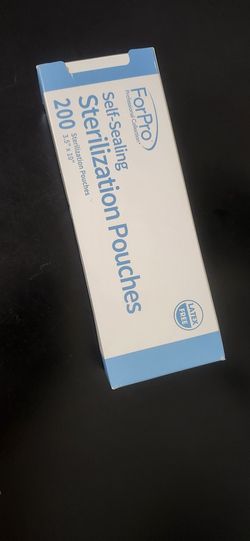 ForPro
Professional Collection
Self-Sealing
Sterilization Pouches
200
Sterilization Pouches
3.5" x 10"
LATEX
FREE